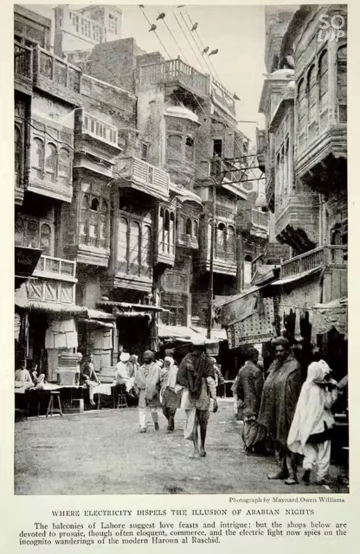 SO
UP
Photograph by Maynard Owen Williams
WHERE ELECTRICITY DISPELS THE ILLUSION OF ARABIAN NIGHTS
The balconies of Lahore suggest love feasts and intrigue; but the shops below are
devoted to prosaic, though often eloquent, commerce, and the electric light now spies on the
incognito wanderings of the modern Haroun al Raschid.